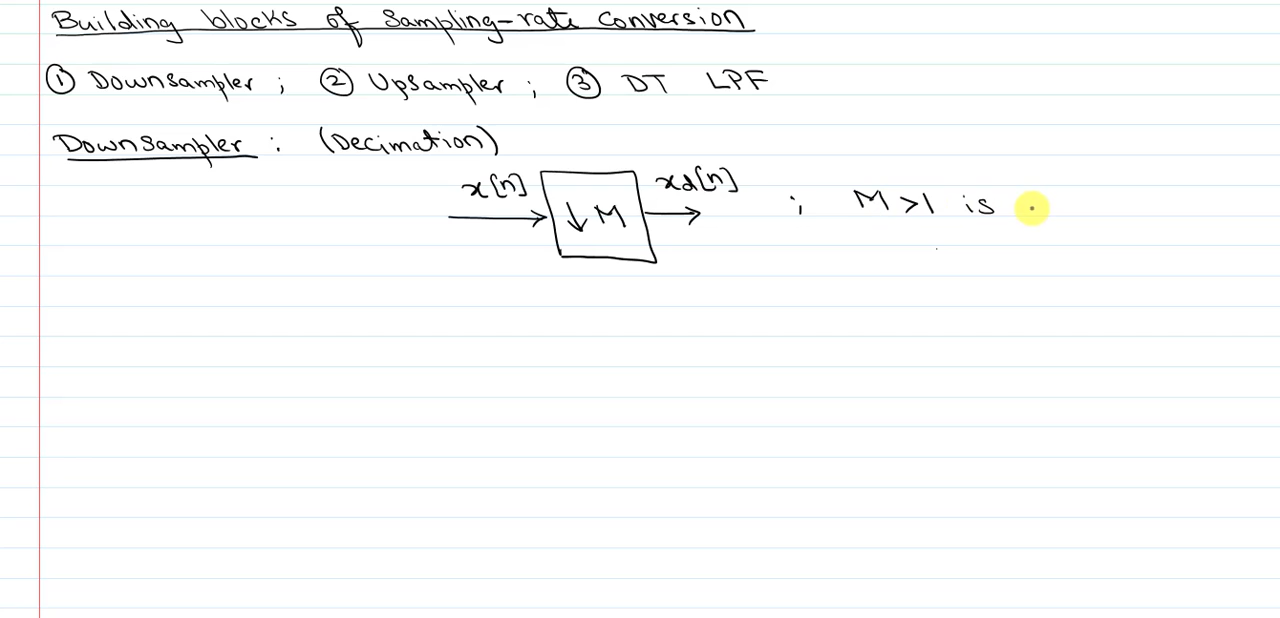 Building blocks of Sampling-rate Conversion
① Downsampler ; ② Upsampler ; ③ DT LPF
Downsampler : (Decimation)
x[n] ↓M xd[n] ; M>1 is